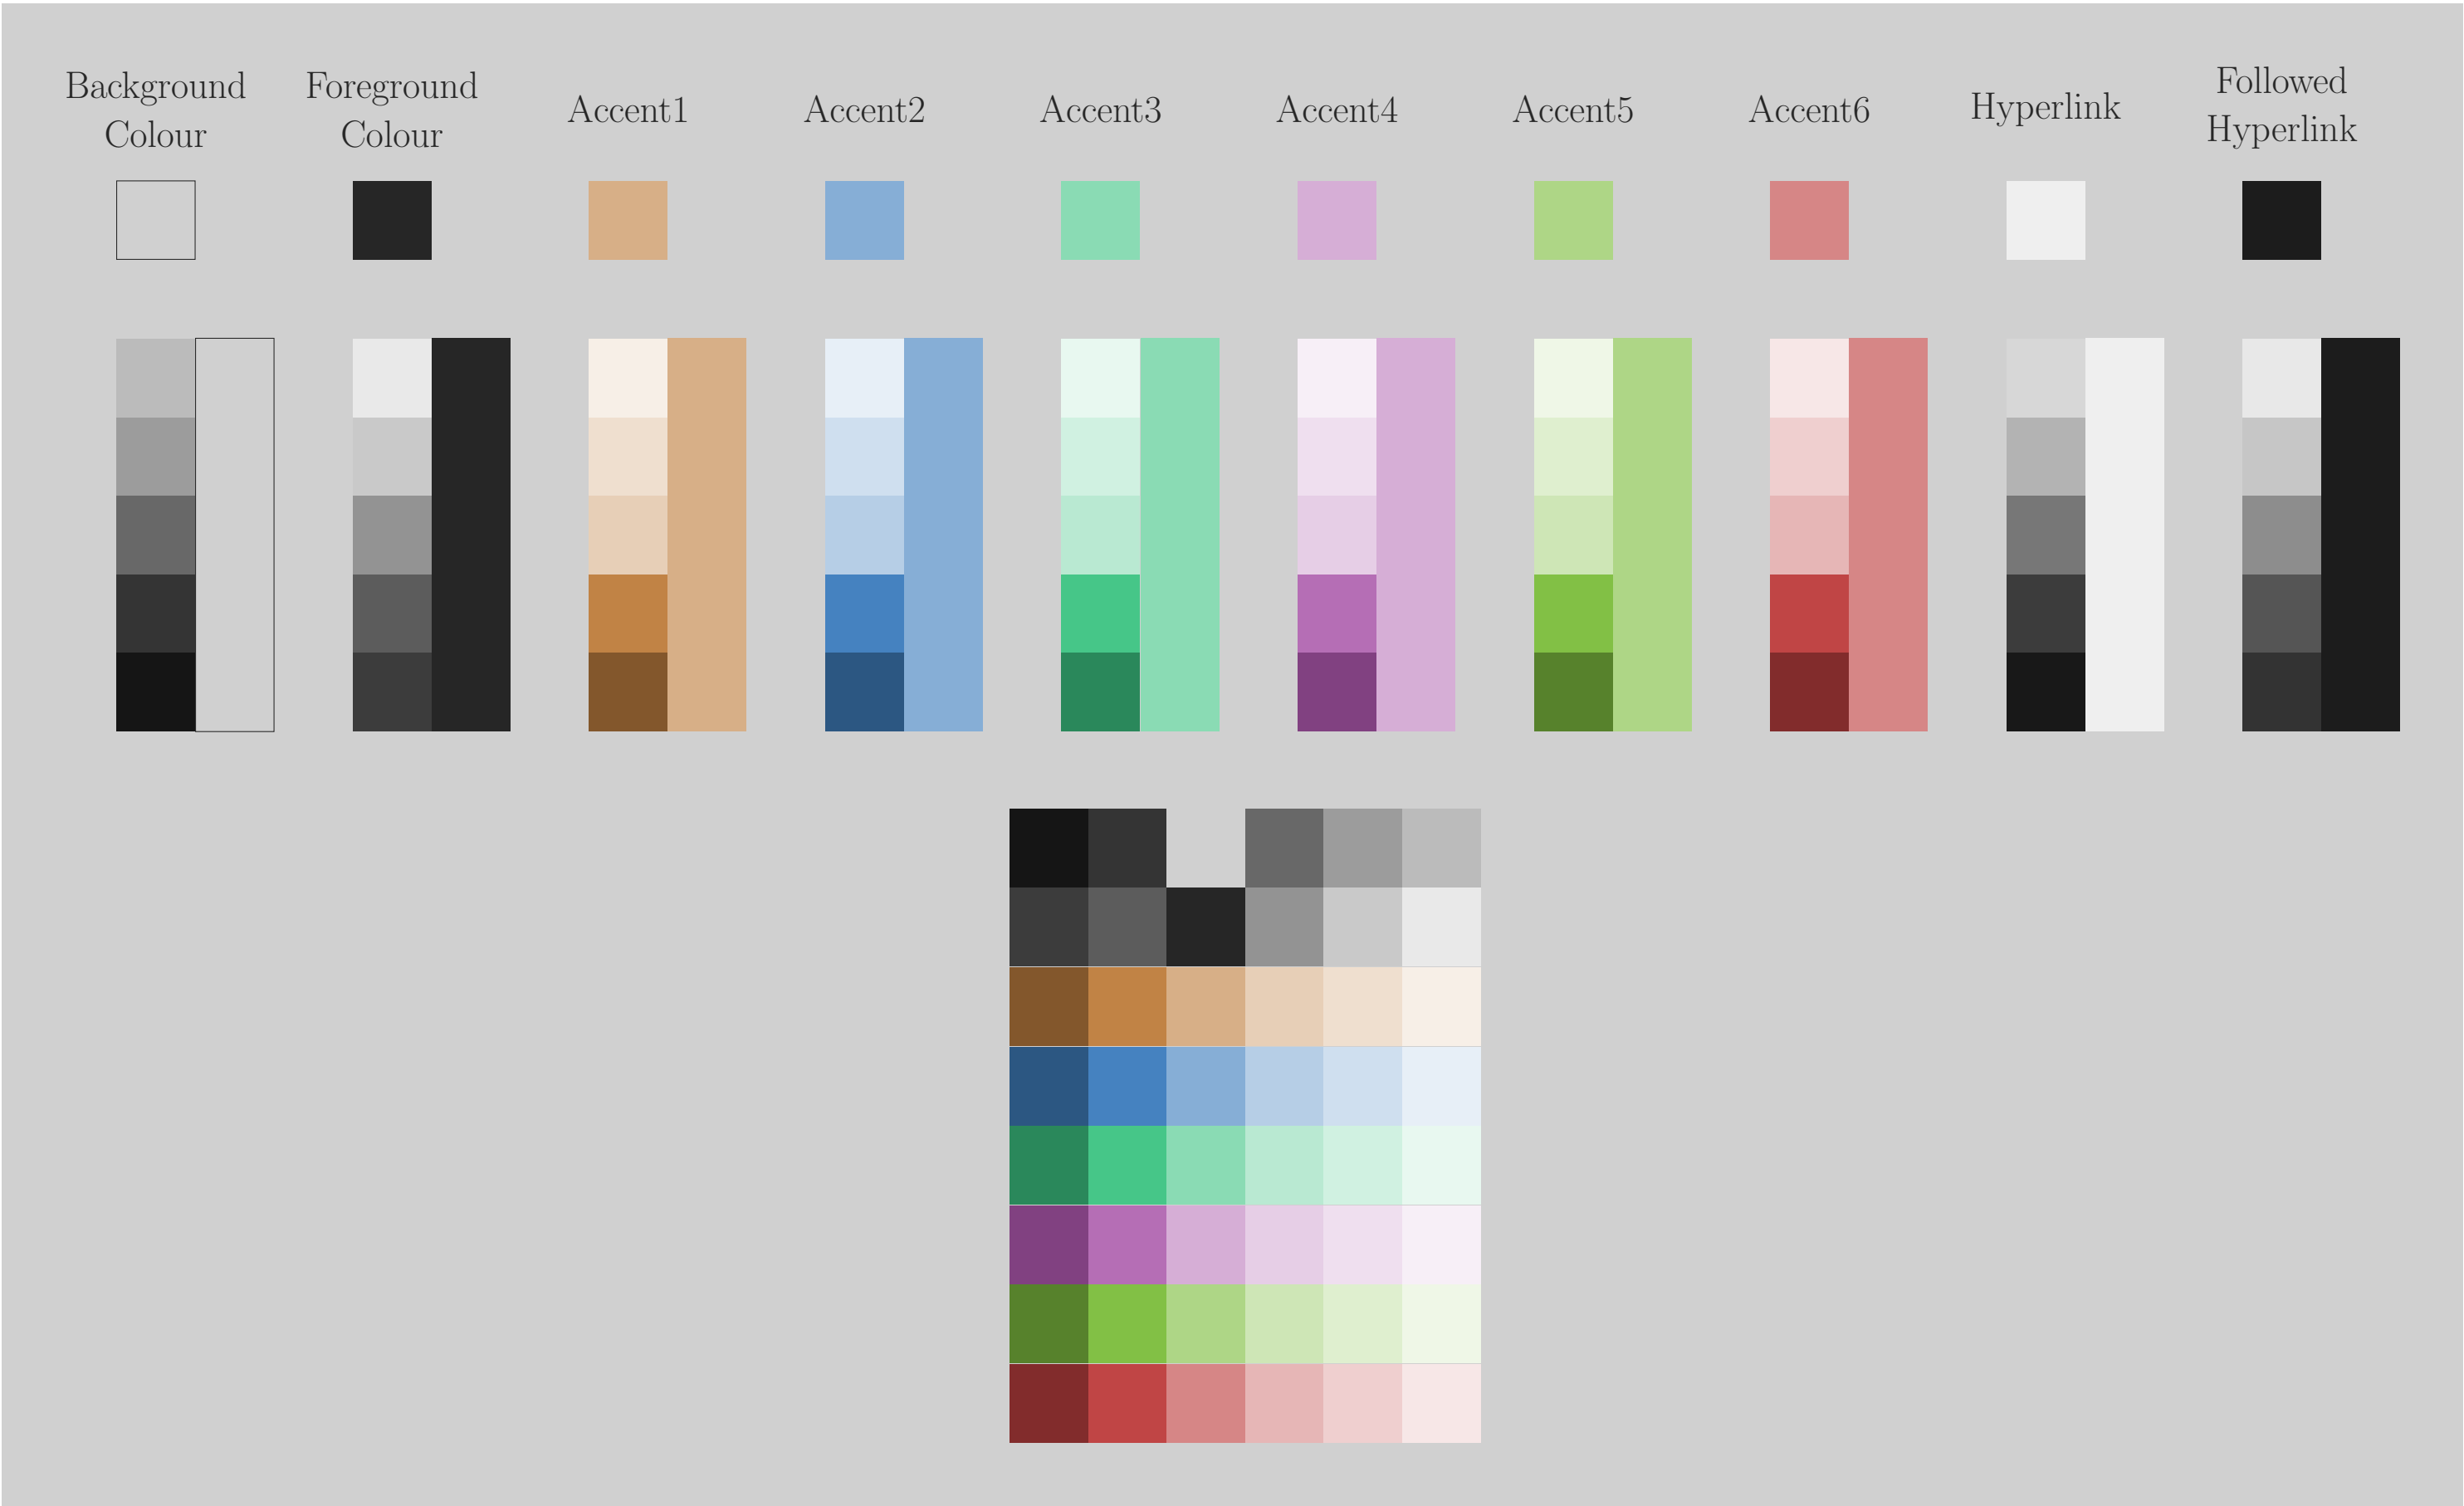 Background
Colour
Foreground
Colour
Accent1
Accent2
Accent3
Accent4
Accent5
Accent6
Hyperlink
Followed
Hyperlink